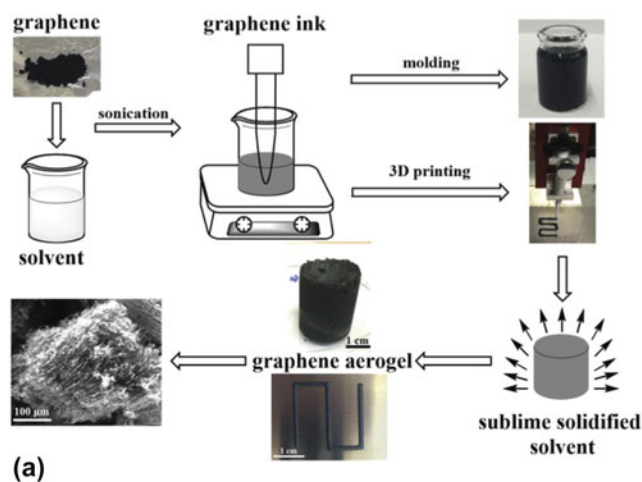 graphene
graphene ink
molding
sonication
3D printing
solvent
1 cm
graphene aerogel
100 μm
1 cm
sublime solidified
solvent
(a)